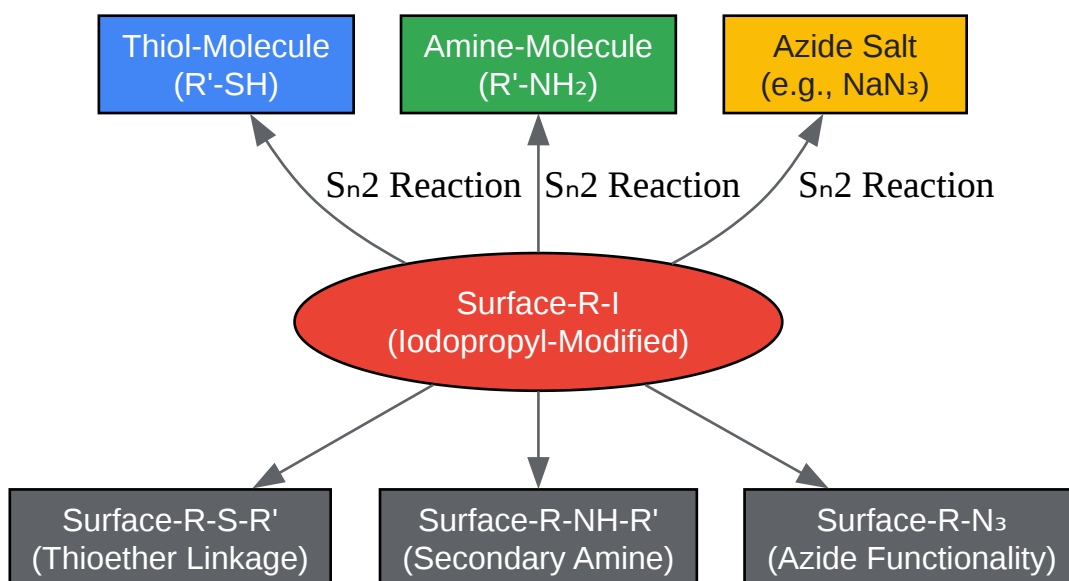 Thiol-Molecule
(R'-SH)
Amine-Molecule
(R'-NH₂)
Azide Salt
(e.g., NaN₃)
Sₙ2 Reaction
Sₙ2 Reaction
Sₙ2 Reaction
Surface-R-I
(Iodopropyl-Modified)
Surface-R-S-R'
(Thioether Linkage)
Surface-R-NH-R'
(Secondary Amine)
Surface-R-N₃
(Azide Functionality)